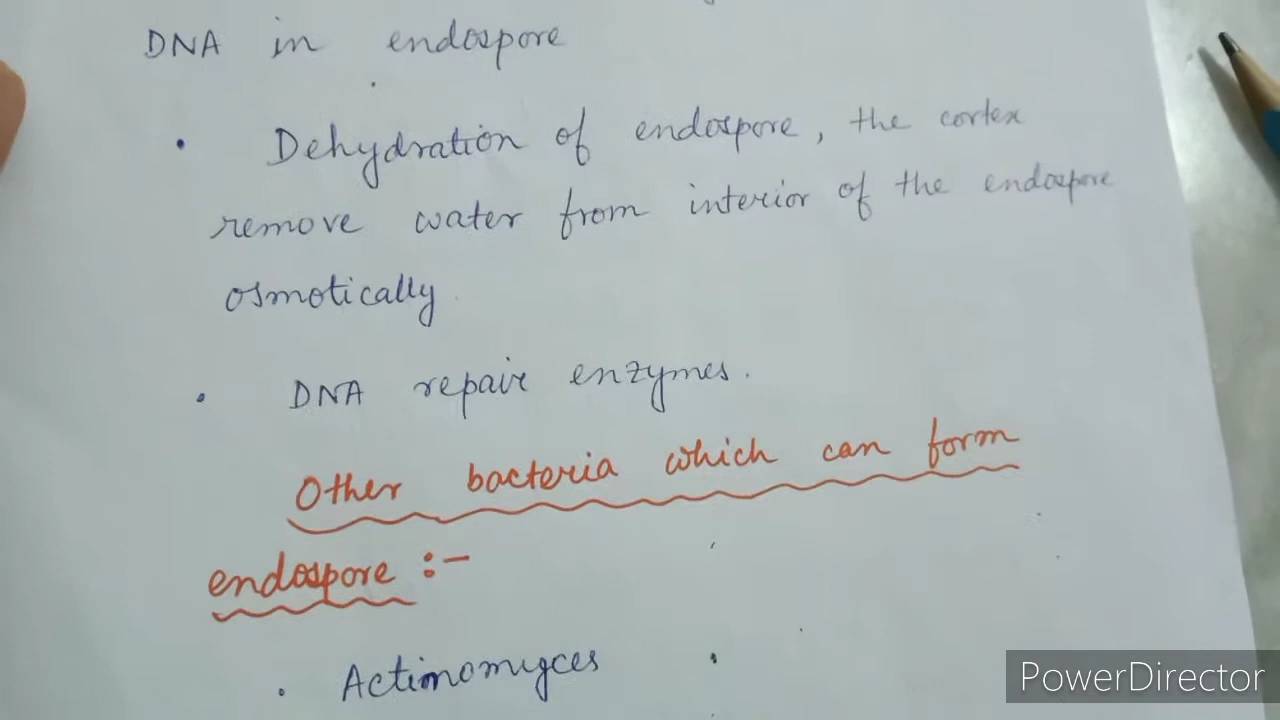 DNA in endospore
• Dehydration of endospore, the cortex
remove water from interior of the endospore
osmotically.
• DNA repair enzymes.
Other bacteria which can form
endospore :-
• Actinomyces •
PowerDirector